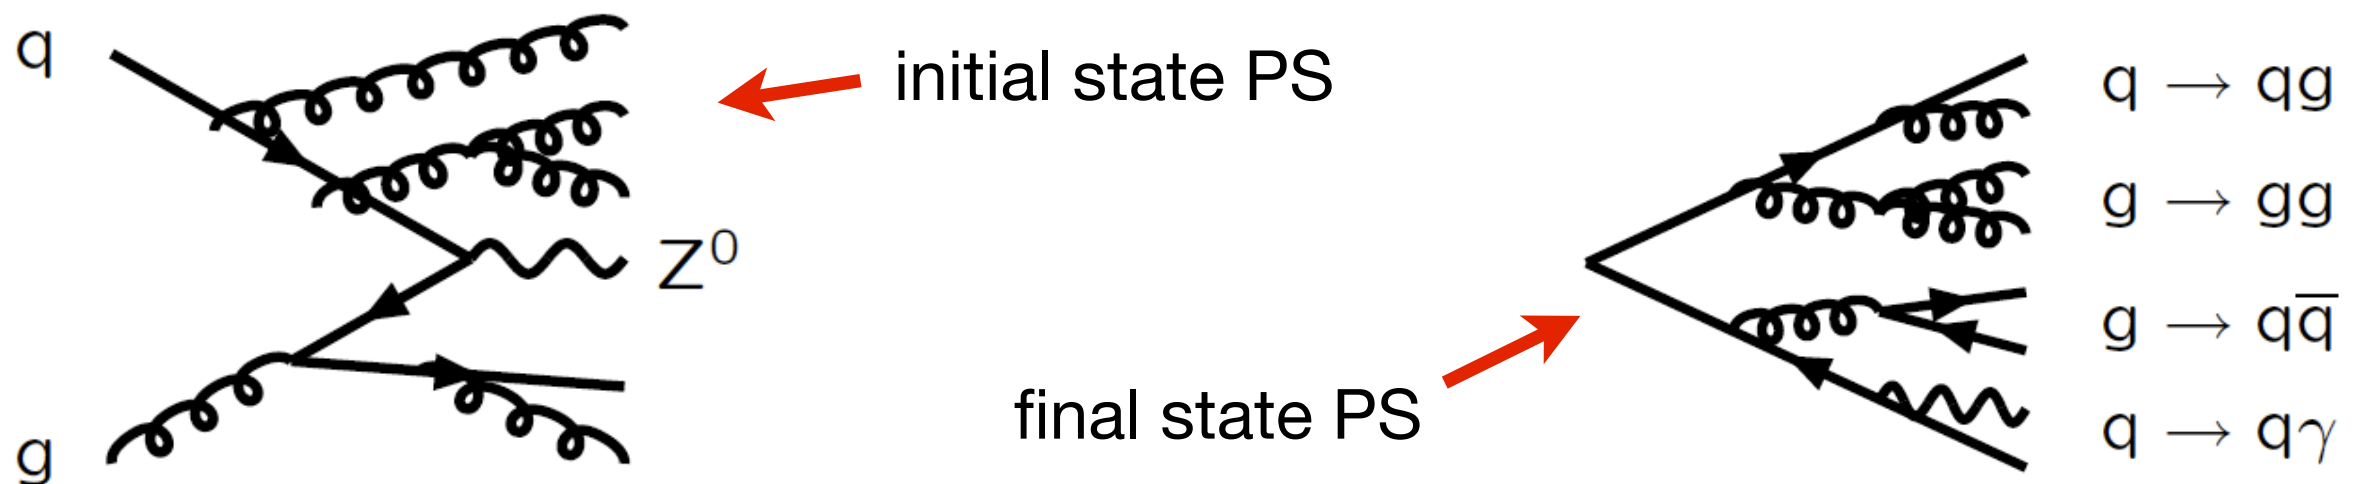 q
initial state PS
Z⁰
g
final state PS
q → qg
g → gg
g → qq̅
q → qγ